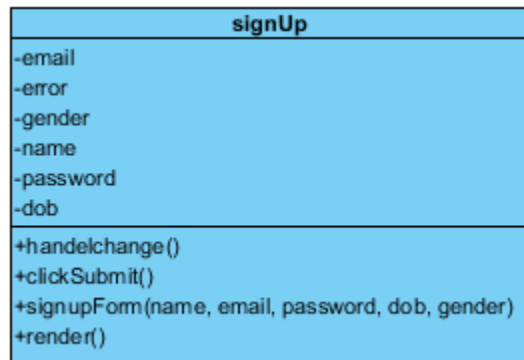 signUp
-email
-error
-gender
-name
-password
-dob
+handelchange()
+clickSubmit()
+signupForm(name, email, password, dob, gender)
+render()